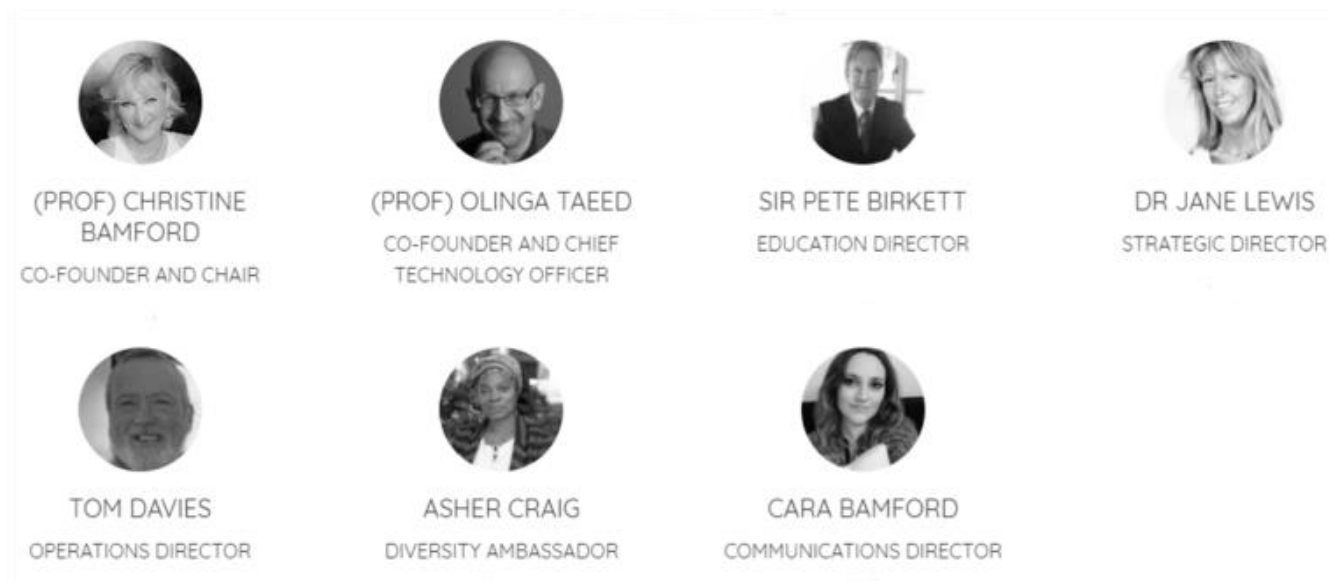 (PROF) CHRISTINE
BAMFORD
CO-FOUNDER AND CHAIR
(PROF) OLINGA TAEED
CO-FOUNDER AND CHIEF
TECHNOLOGY OFFICER
SIR PETE BIRKETT
EDUCATION DIRECTOR
DR JANE LEWIS
STRATEGIC DIRECTOR
TOM DAVIES
OPERATIONS DIRECTOR
ASHER CRAIG
DIVERSITY AMBASSADOR
CARA BAMFORD
COMMUNICATIONS DIRECTOR